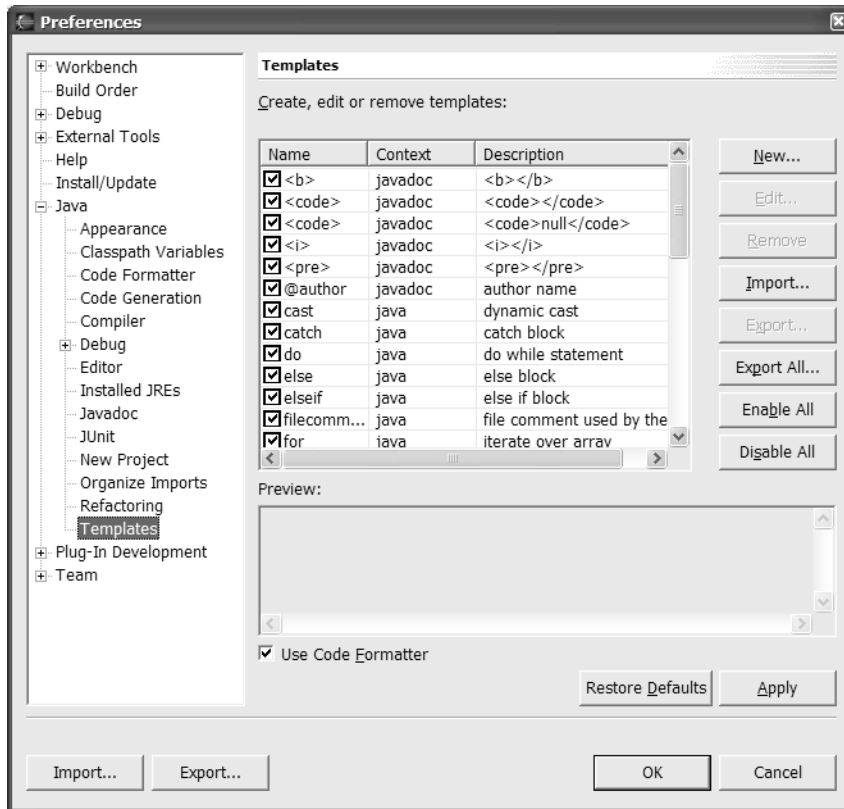 Preferences
Workbench
Build Order
Debug
External Tools
Help
Install/Update
Java
Appearance
Classpath Variables
Code Formatter
Code Generation
Compiler
Debug
Editor
Installed JREs
Javadoc
JUnit
New Project
Organize Imports
Refactoring
Templates
Plug-In Development
Team
Templates
Create, edit or remove templates:
Name Context Description
<b> javadoc <b></b>
<code> javadoc <code></code>
<code> javadoc <code>null</code>
<i> javadoc <i></i>
<pre> javadoc <pre></pre>
@author javadoc author name
cast java dynamic cast
catch java catch block
do java do while statement
else java else block
elseif java else if block
filecomm... java file comment used by the
for java iterate over array
New...
Edit...
Remove
Import...
Export...
Export All...
Enable All
Disable All
Preview:
Use Code Formatter
Restore Defaults Apply
Import... Export... OK Cancel